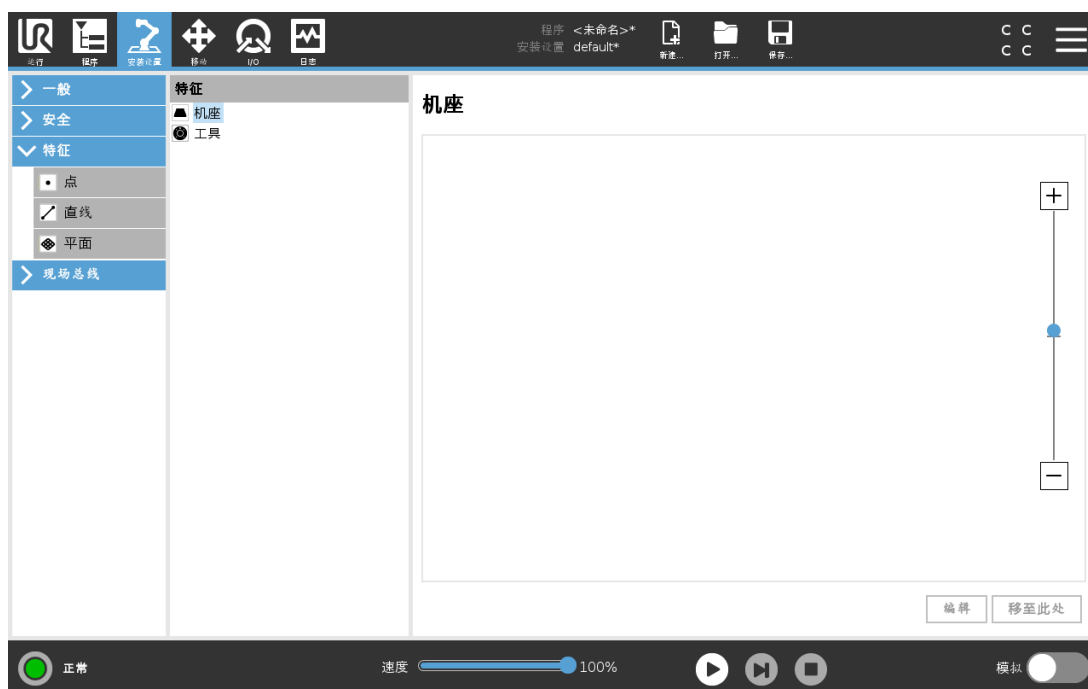 程序 <未命名>*
安装设置 default*
C C
C C
运行
程序
安装设置
移动
I/O
日志
新建...
打开...
保存...
一般
安全
特征
点
直线
平面
现场总线
特征
机座
工具
机座
编辑
移至此处
正常
速度
100%
模拟